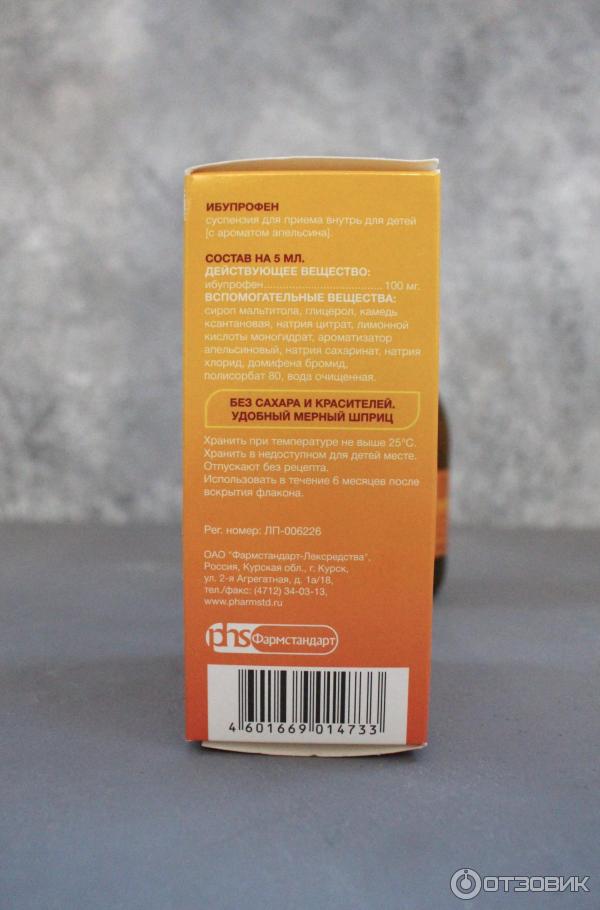 ИБУПРОФЕН
суспензия для приема внутрь для детей
[с ароматом апельсина].
СОСТАВ НА 5 МЛ.
ДЕЙСТВУЮЩЕЕ ВЕЩЕСТВО:
ибупрофен.................................. 100 мг.
ВСПОМОГАТЕЛЬНЫЕ ВЕЩЕСТВА:
сироп мальтитола, глицерол, камедь
ксантановая, натрия цитрат, лимонной
кислоты моногидрат, ароматизатор
апельсиновый, натрия сахаринат, натрия
хлорид, домифена бромид,
полисорбат 80, вода очищенная.
БЕЗ САХАРА И КРАСИТЕЛЕЙ.
УДОБНЫЙ МЕРНЫЙ ШПРИЦ
Хранить при температуре не выше 25°С.
Хранить в недоступном для детей месте.
Отпускают без рецепта.
Использовать в течение 6 месяцев после
вскрытия флакона.
Рег. номер: ЛП-006226
ОАО "Фармстандарт-Лексредства",
Россия, Курская обл., г. Курск,
ул. 2-я Агрегатная, д. 1а/18,
тел./факс: (4712) 34-03-13,
www.pharmstd.ru
phs Фармстандарт
4 601669 014733
ОТЗОВИК